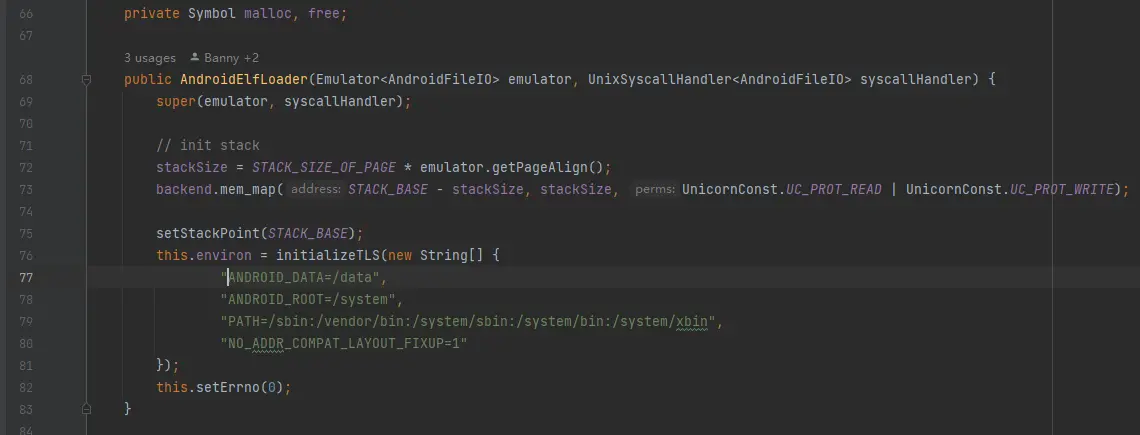 66 private Symbol malloc, free;
67
3 usages Banny +2
68 public AndroidElfLoader(Emulator<AndroidFileIO> emulator, UnixSyscallHandler<AndroidFileIO> syscallHandler) {
69 super(emulator, syscallHandler);
70
71 // init stack
72 stackSize = STACK_SIZE_OF_PAGE * emulator.getPageAlign();
73 backend.mem_map( address: STACK_BASE - stackSize, stackSize, perms: UnicornConst.UC_PROT_READ | UnicornConst.UC_PROT_WRITE);
74
75 setStackPoint(STACK_BASE);
76 this.environ = initializeTLS(new String[] {
77 "ANDROID_DATA=/data",
78 "ANDROID_ROOT=/system",
79 "PATH=/sbin:/vendor/bin:/system/sbin:/system/bin:/system/xbin",
80 "NO_ADDR_COMPAT_LAYOUT_FIXUP=1"
81 });
82 this.setErrno(0);
83 }
84